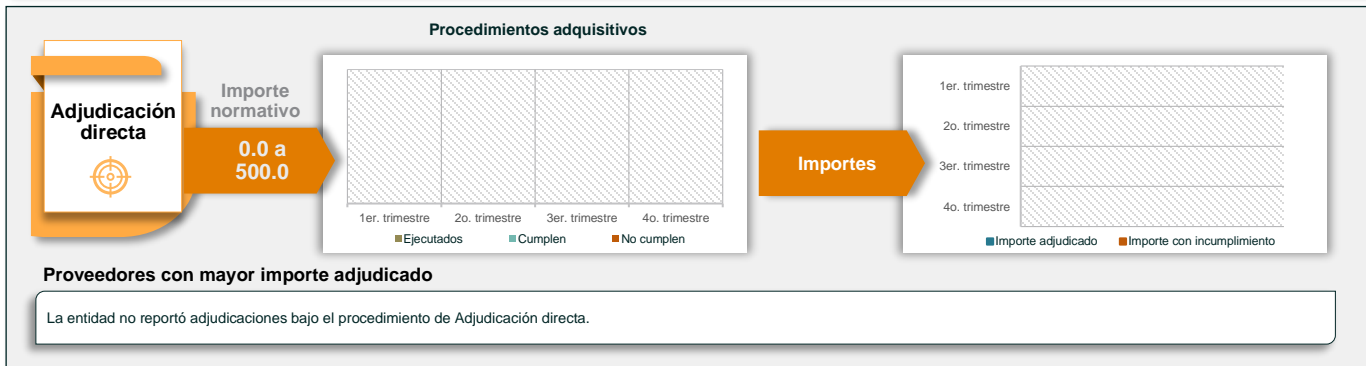 Procedimientos adquisitivos
Adjudicación
directa
Importe
normativo
0.0 a
500.0
1er. trimestre 2o. trimestre 3er. trimestre 4o. trimestre
Ejecutados Cumplen No cumplen
Importes
1er. trimestre
2o. trimestre
3er. trimestre
4o. trimestre
Importe adjudicado Importe con incumplimiento
Proveedores con mayor importe adjudicado
La entidad no reportó adjudicaciones bajo el procedimiento de Adjudicación directa.